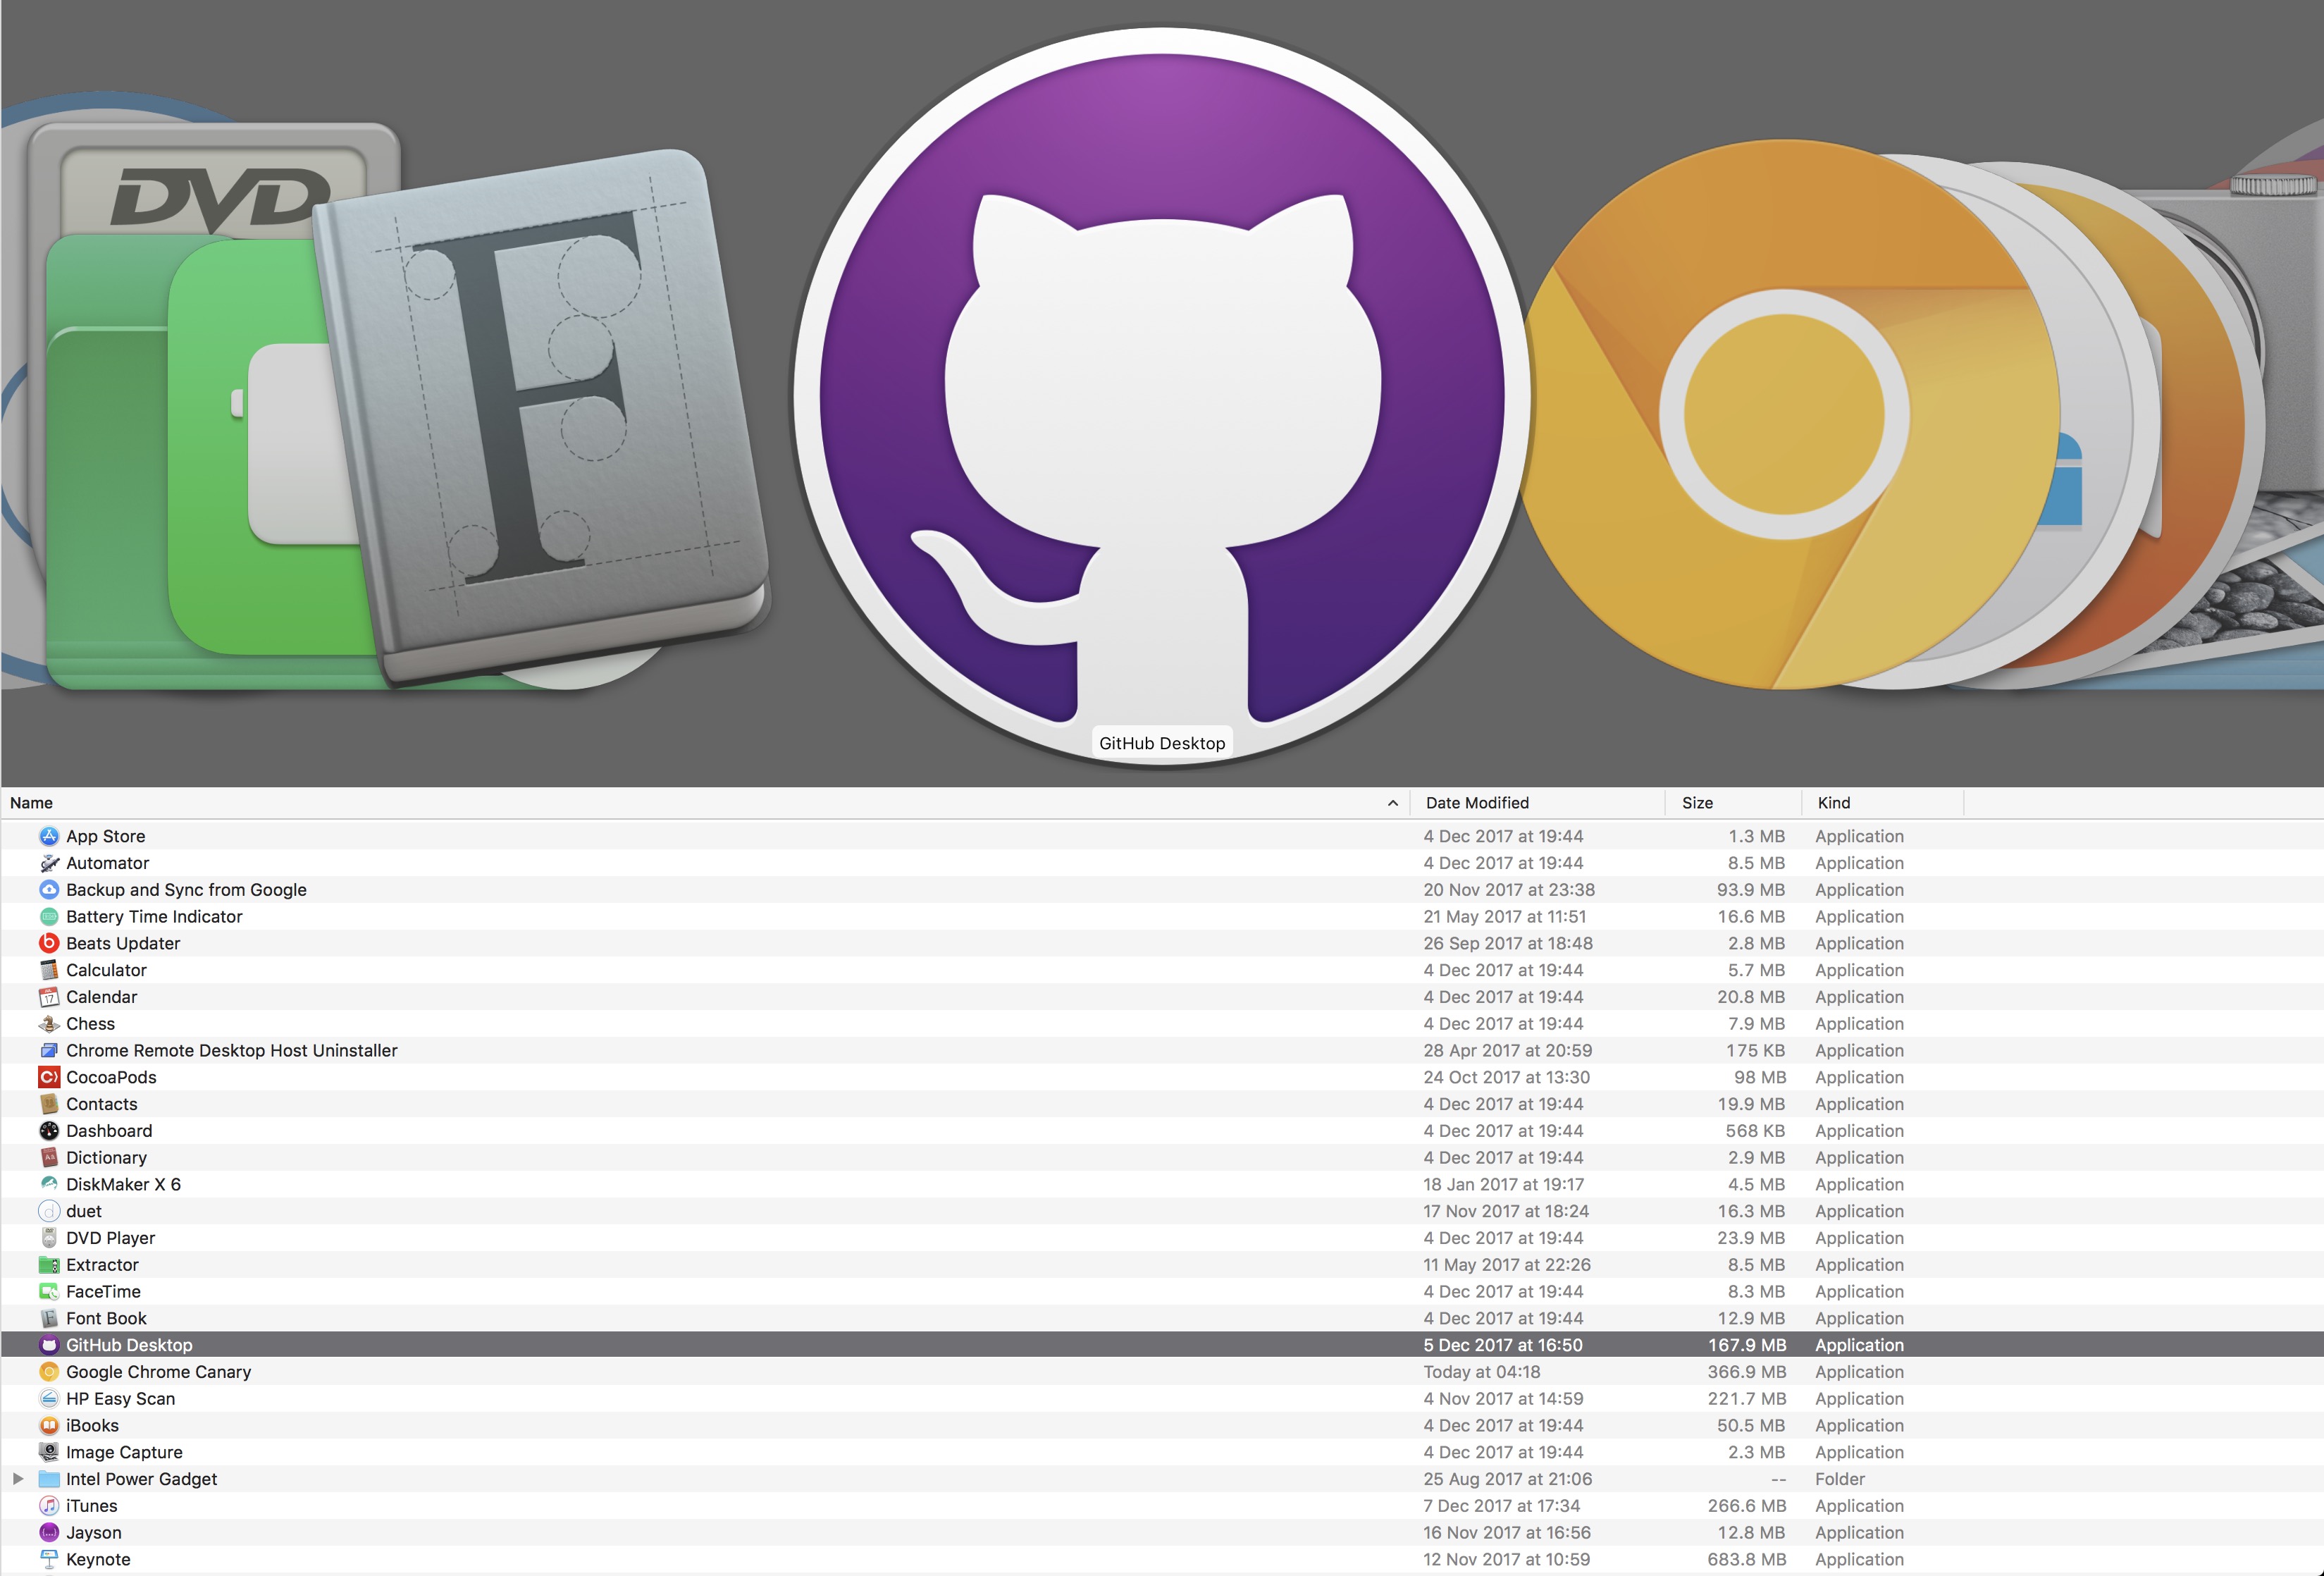 DVD
F
GitHub Desktop
Name Date Modified Size Kind
App Store 4 Dec 2017 at 19:44 1.3 MB Application
Automator 4 Dec 2017 at 19:44 8.5 MB Application
Backup and Sync from Google 20 Nov 2017 at 23:38 93.9 MB Application
Battery Time Indicator 21 May 2017 at 11:51 16.6 MB Application
Beats Updater 26 Sep 2017 at 18:48 2.8 MB Application
Calculator 4 Dec 2017 at 19:44 5.7 MB Application
Calendar 4 Dec 2017 at 19:44 20.8 MB Application
Chess 4 Dec 2017 at 19:44 7.9 MB Application
Chrome Remote Desktop Host Uninstaller 28 Apr 2017 at 20:59 175 KB Application
CocoaPods 24 Oct 2017 at 13:30 98 MB Application
Contacts 4 Dec 2017 at 19:44 19.9 MB Application
Dashboard 4 Dec 2017 at 19:44 568 KB Application
Dictionary 4 Dec 2017 at 19:44 2.9 MB Application
DiskMaker X 6 18 Jan 2017 at 19:17 4.5 MB Application
duet 17 Nov 2017 at 18:24 16.3 MB Application
DVD Player 4 Dec 2017 at 19:44 23.9 MB Application
Extractor 11 May 2017 at 22:26 8.5 MB Application
FaceTime 4 Dec 2017 at 19:44 8.3 MB Application
Font Book 4 Dec 2017 at 19:44 12.9 MB Application
GitHub Desktop 5 Dec 2017 at 16:50 167.9 MB Application
Google Chrome Canary Today at 04:18 366.9 MB Application
HP Easy Scan 4 Nov 2017 at 14:59 221.7 MB Application
iBooks 4 Dec 2017 at 19:44 50.5 MB Application
Image Capture 4 Dec 2017 at 19:44 2.3 MB Application
Intel Power Gadget 25 Aug 2017 at 21:06 -- Folder
iTunes 7 Dec 2017 at 17:34 266.6 MB Application
Jayson 16 Nov 2017 at 16:56 12.8 MB Application
Keynote 12 Nov 2017 at 10:59 683.8 MB Application